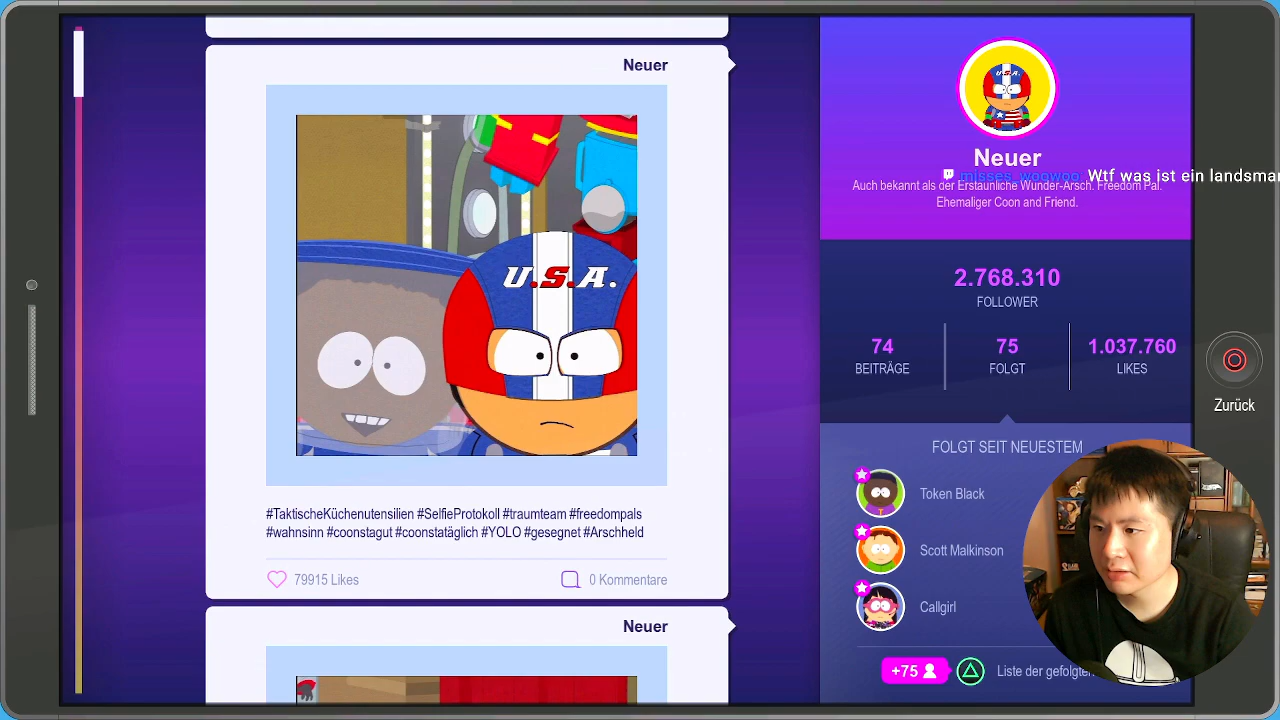 Neuer
U.S.A.
#TaktischeKüchenutensilien #SelfieProtokoll #traumteam #freedompals
#wahnsinn #coonstagut #coonstatäglich #YOLO #gesegnet #Arschheld
79915 Likes
0 Kommentare
Neuer
U.S.A.
Neuer
misses_woowoo Wtf was ist ein landsma
Auch bekannt als der Erstaunliche Wunder-Arsch. Freedom Pal.
Ehemaliger Coon and Friend.
2.768.310
FOLLOWER
74
BEITRÄGE
75
FOLGT
1.037.760
LIKES
FOLGT SEIT NEUESTEM
Token Black
Scott Malkinson
Callgirl
+75
Liste der gefolgten
Zurück